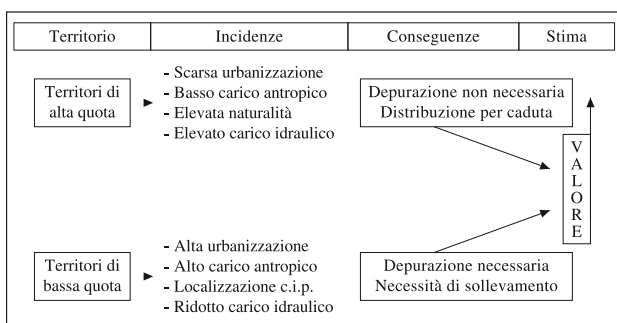 Territorio Incidenze Conseguenze Stima
Territori di
alta quota
- Scarsa urbanizzazione
- Basso carico antropico
- Elevata naturalità
- Elevato carico idraulico
Depurazione non necessaria
Distribuzione per caduta
VALORE
Territori di
bassa quota
- Alta urbanizzazione
- Alto carico antropico
- Localizzazione c.i.p.
- Ridotto carico idraulico
Depurazione necessaria
Necessità di sollevamento